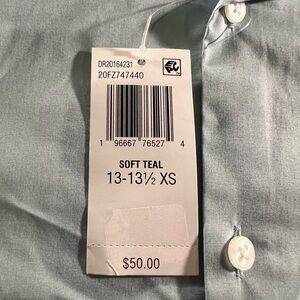 DR20164231
20FZ747440
1 96667 76527 4
SOFT TEAL
13-13½ XS
$50.00